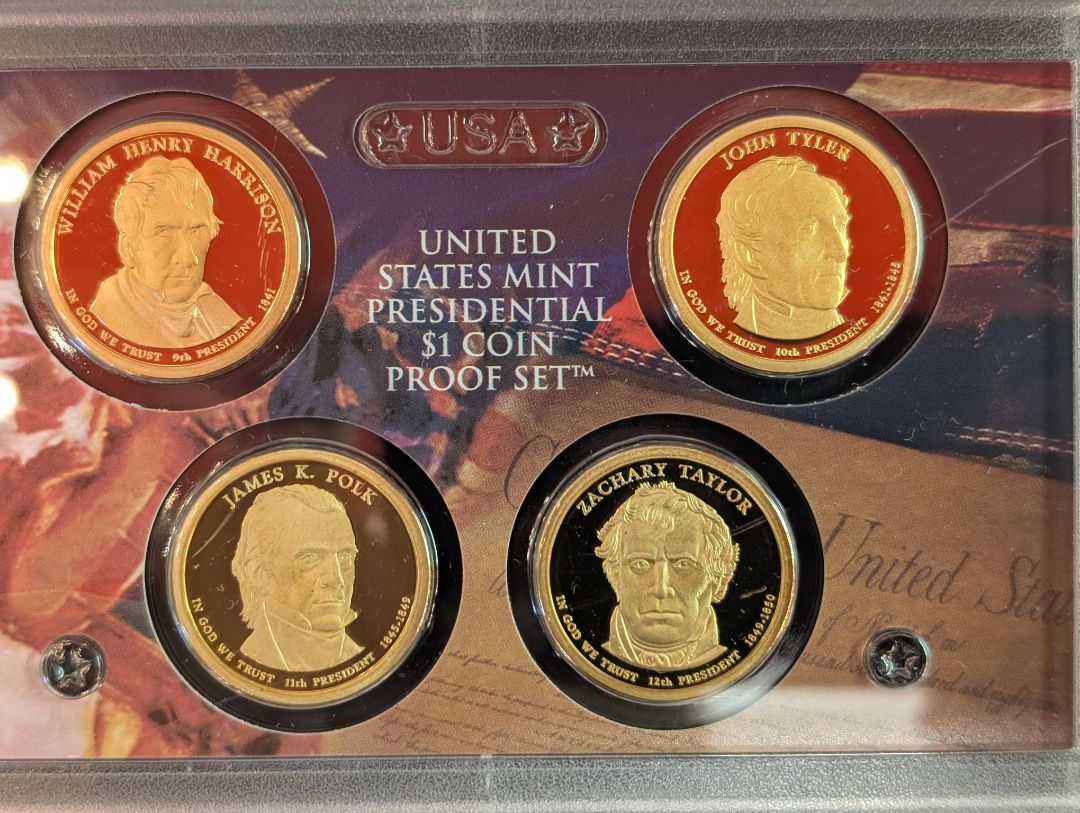 USA
UNITED
STATES MINT
PRESIDENTIAL
$1 COIN
PROOF SET™
WILLIAM HENRY HARRISON
IN GOD WE TRUST 9th PRESIDENT 1841
JOHN TYLER
IN GOD WE TRUST 10th PRESIDENT 1841-1845
JAMES K. POLK
IN GOD WE TRUST 11th PRESIDENT 1845-1849
ZACHARY TAYLOR
IN GOD WE TRUST 12th PRESIDENT 1849-1850
United